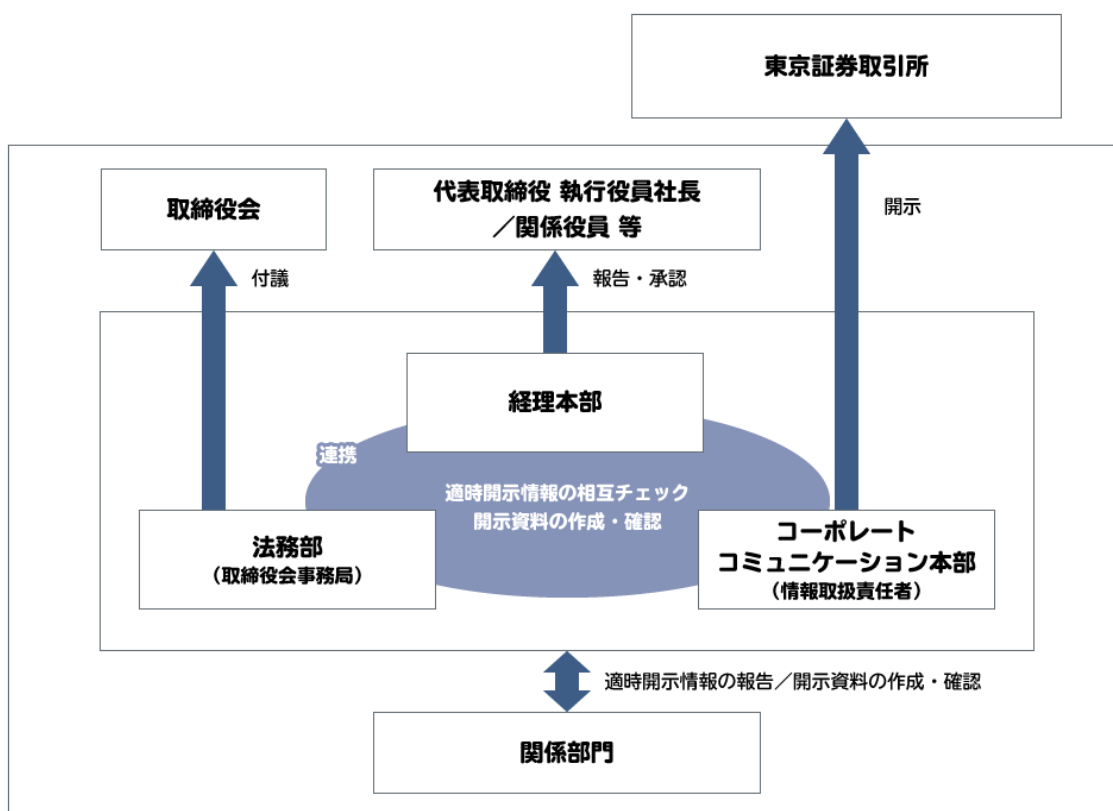 東京証券取引所
取締役会
代表取締役 執行役員社長
／関係役員 等
開示
付議
報告・承認
経理本部
連携
適時開示情報の相互チェック
開示資料の作成・確認
法務部
（取締役会事務局）
コーポレート
コミュニケーション本部
（情報取扱責任者）
適時開示情報の報告／開示資料の作成・確認
関係部門